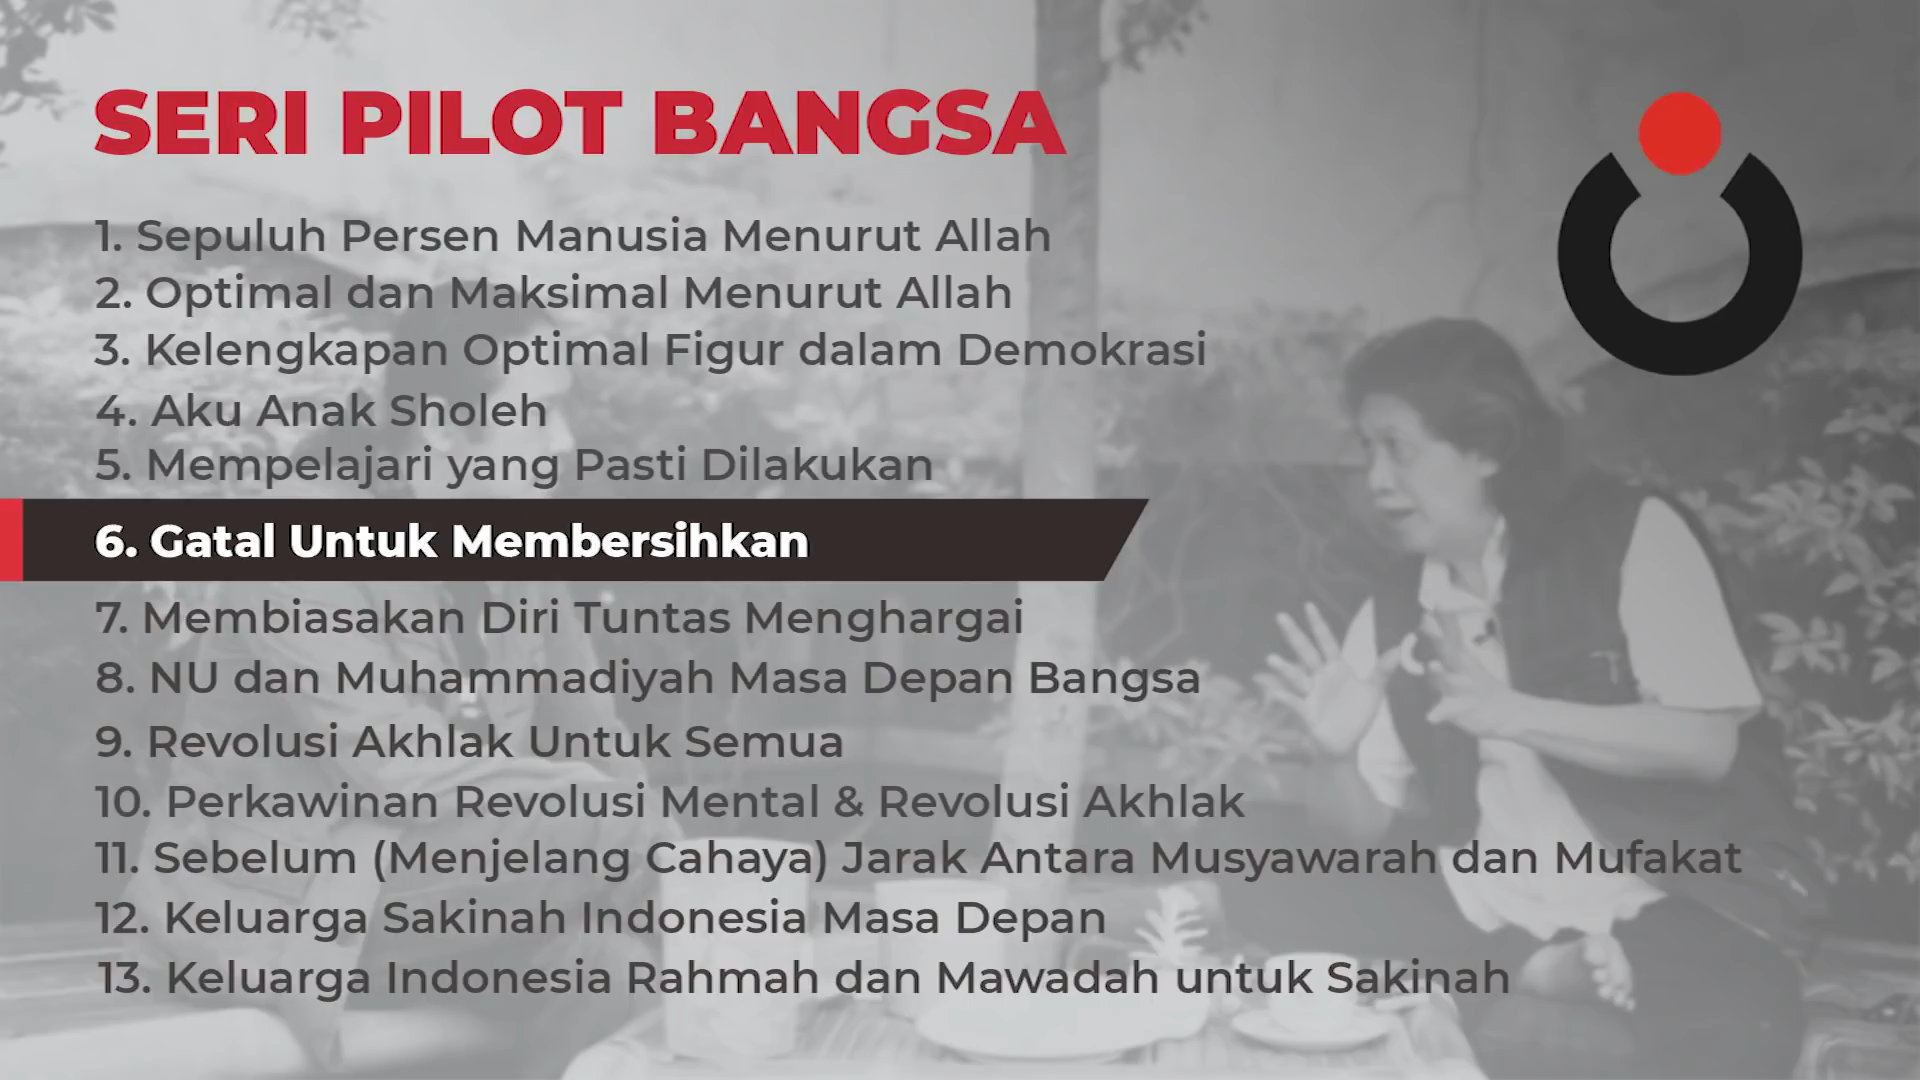 SERI PILOT BANGSA
1. Sepuluh Persen Manusia Menurut Allah
2. Optimal dan Maksimal Menurut Allah
3. Kelengkapan Optimal Figur dalam Demokrasi
4. Aku Anak Sholeh
5. Mempelajari yang Pasti Dilakukan
6. Gatal Untuk Membersihkan
7. Membiasakan Diri Tuntas Menghargai
8. NU dan Muhammadiyah Masa Depan Bangsa
9. Revolusi Akhlak Untuk Semua
10. Perkawinan Revolusi Mental & Revolusi Akhlak
11. Sebelum (Menjelang Cahaya) Jarak Antara Musyawarah dan Mufakat
12. Keluarga Sakinah Indonesia Masa Depan
13. Keluarga Indonesia Rahmah dan Mawadah untuk Sakinah